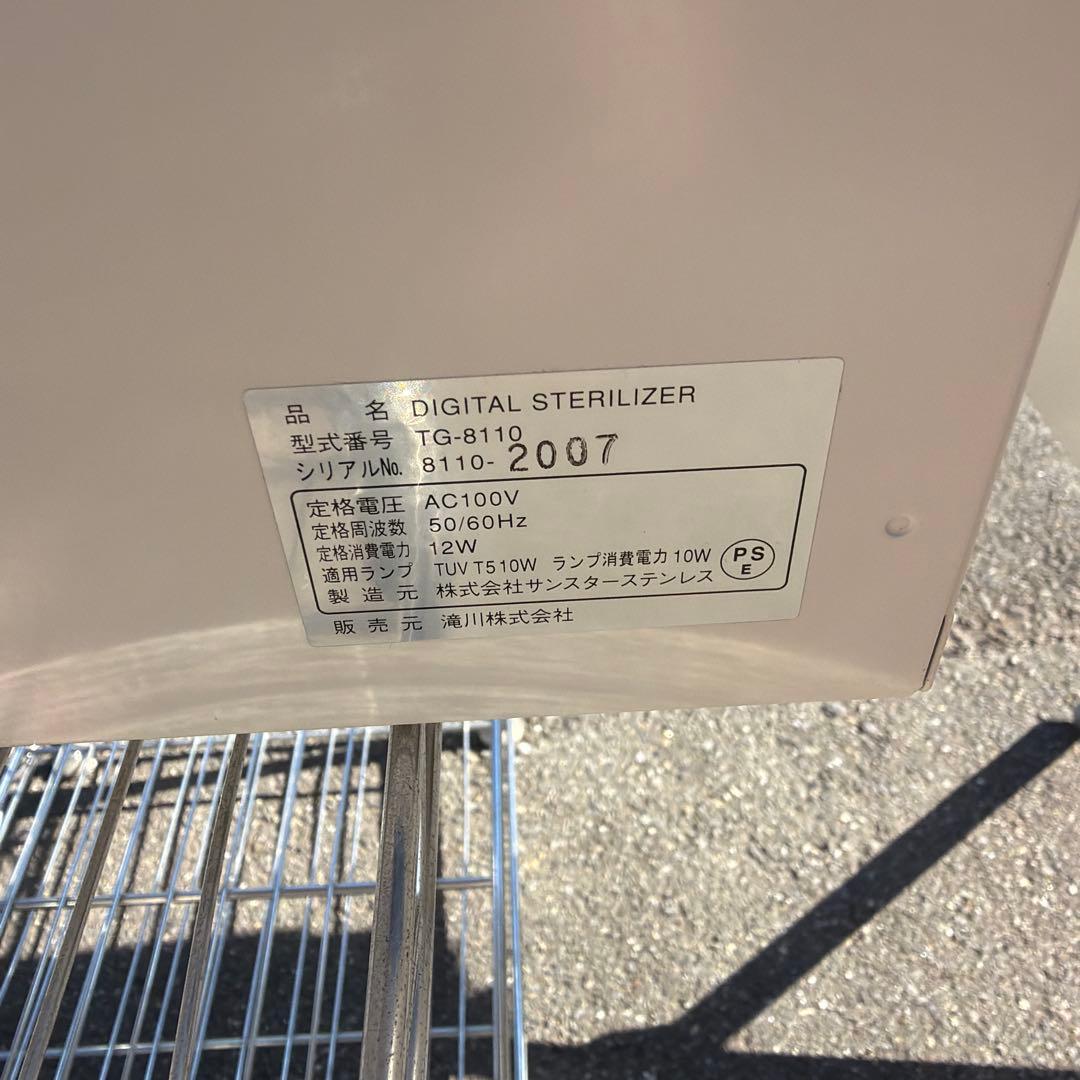 品 名 DIGITAL STERILIZER
型式番号 TG-8110
シリアルNo. 8110-2007
定格電圧 AC100V
定格周波数 50/60Hz
定格消費電力 12W
適用ランプ TUV T510W ランプ消費電力 10W
製造元 株式会社サンスターステンレス
PSE
販売元 滝川株式会社